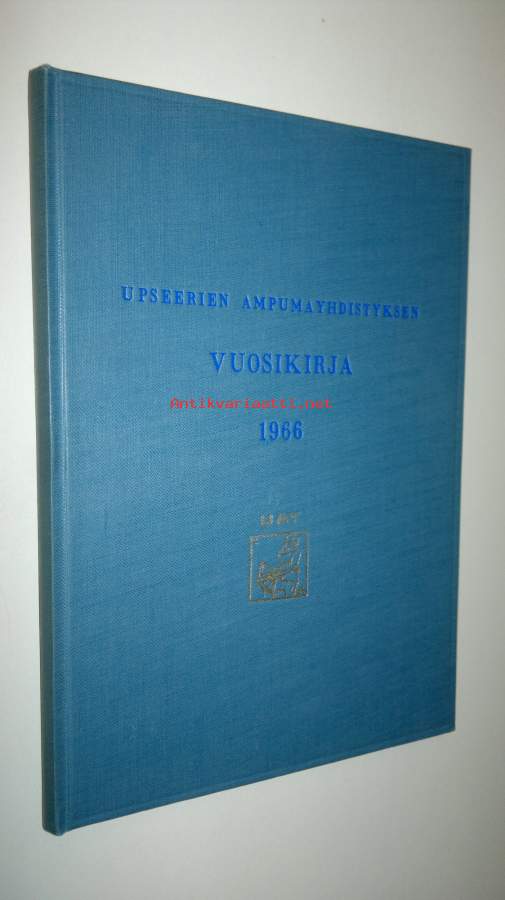 UPSEERIEN AMPUMAYHDISTYKSEN
VUOSIKIRJA
Antikvariaatti.net
1966